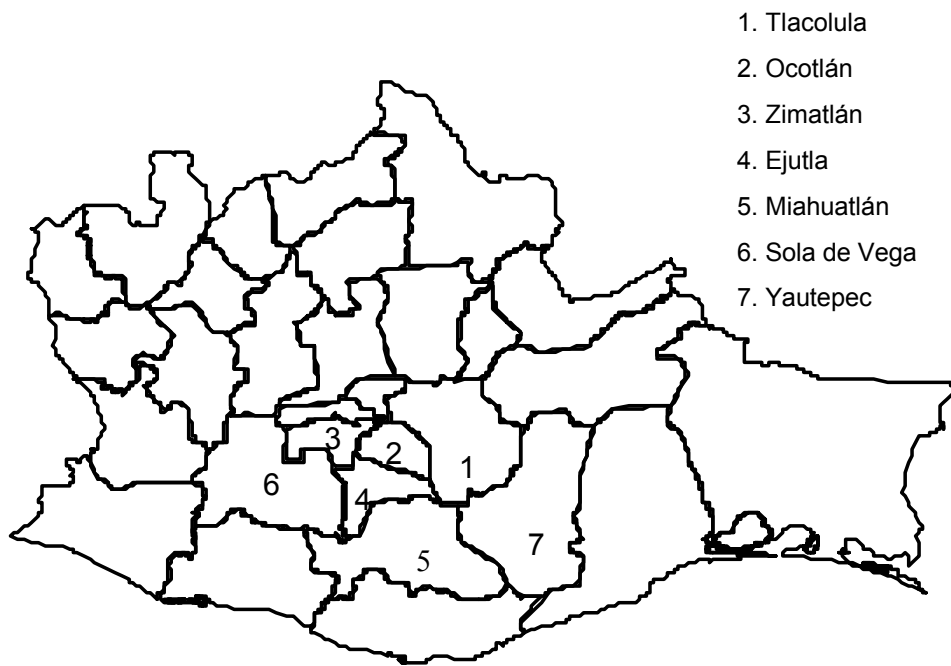 1. Tlacolula
2. Ocotlán
3. Zimatlán
4. Ejutla
5. Miahuatlán
6. Sola de Vega
7. Yautepec
3
2
1
6
4
5
7